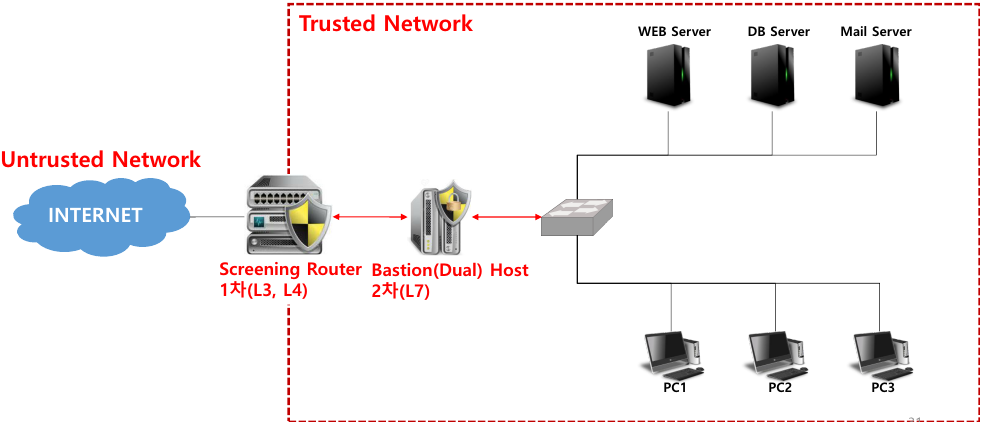 Trusted Network
WEB Server
DB Server
Mail Server
Untrusted Network
INTERNET
Screening Router
1차(L3, L4)
Bastion(Dual) Host
2차(L7)
PC1
PC2
PC3